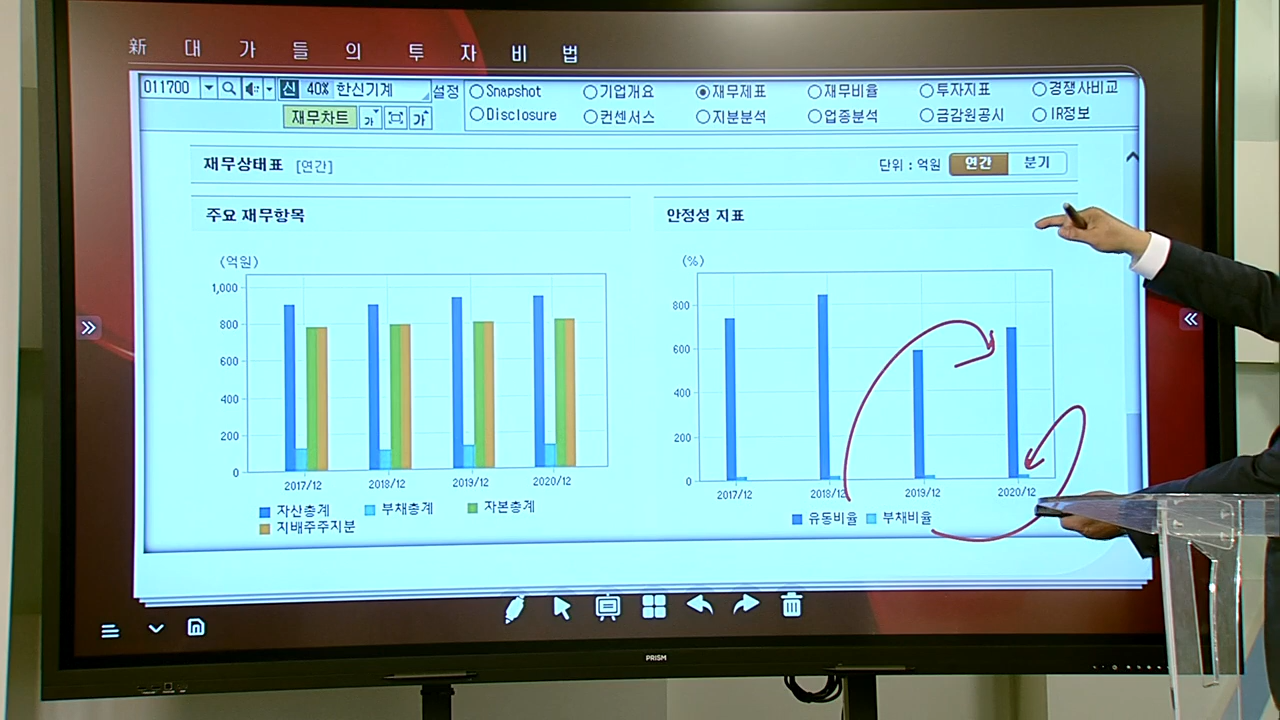 新 대 가 들 의 투 자 비 법
011700 신 40% 한신기계 설정 Snapshot 기업개요 재무제표 재무비율 투자지표 경쟁사비교
재무차트 가 가 Disclosure 컨센서스 지분분석 업종분석 금감원공시 IR정보
재무상태표 [연간] 단위 : 억원 연간 분기
주요 재무항목
(억원)
1,000
800
600
400
200
0
2017/12 2018/12 2019/12 2020/12
자산총계 부채총계 자본총계
지배주주지분
안정성 지표
(%)
800
600
400
200
0
2017/12 2018/12 2019/12 2020/12
유동비율 부채비율
PRISM